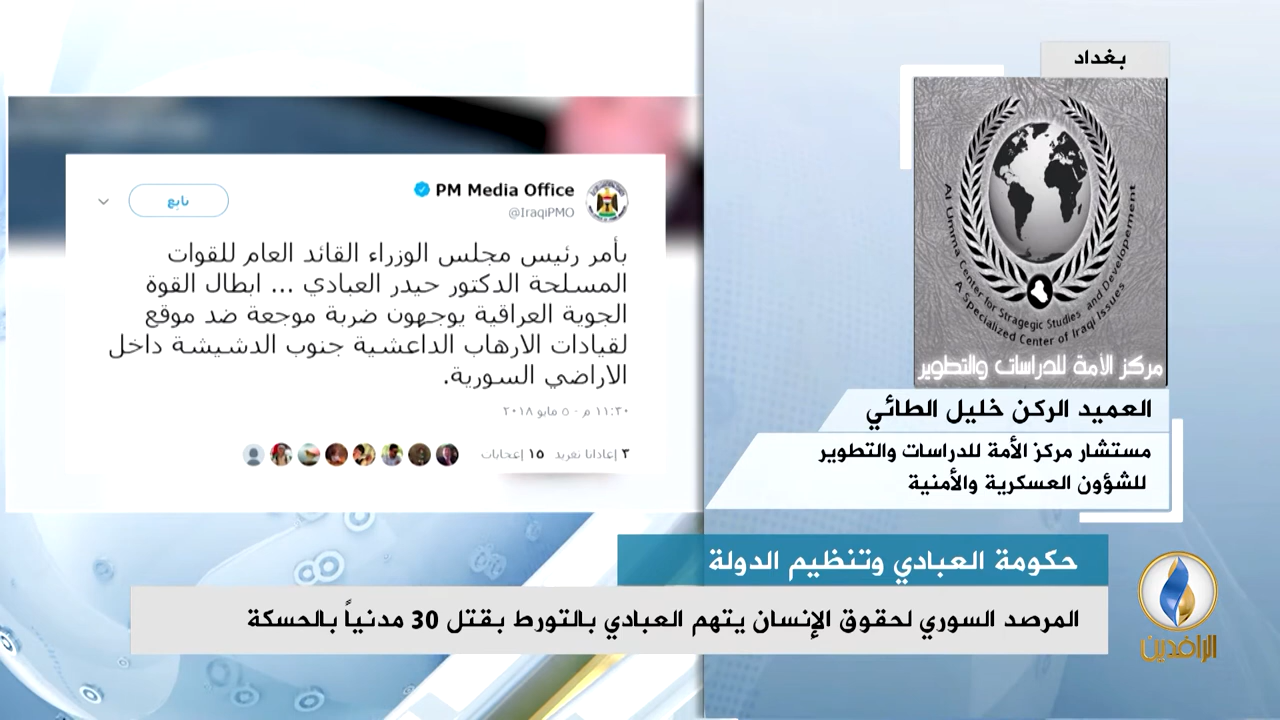 بغداد
Al Umma Center for Stragegic Studies and Developement
A Specialized Center of Iraqi Issues
مركز الأمة للدراسات والتطوير
العميد الركن خليل الطائي
مستشار مركز الأمة للدراسات والتطوير
للشؤون العسكرية والأمنية
PM Media Office
@IraqiPMO
تابع
بأمر رئيس مجلس الوزراء القائد العام للقوات
المسلحة الدكتور حيدر العبادي ... ابطال القوة
الجوية العراقية يوجهون ضربة موجعة ضد موقع
لقيادات الارهاب الداعشية جنوب الدشيشة داخل
الاراضي السورية.
١١:٣٠ م - ٥ مايو ٢٠١٨
٣ إعادات تغريد ١٥ إعجابات
حكومة العبادي وتنظيم الدولة
المرصد السوري لحقوق الإنسان يتهم العبادي بالتورط بقتل 30 مدنياً بالحسكة
الرافدين